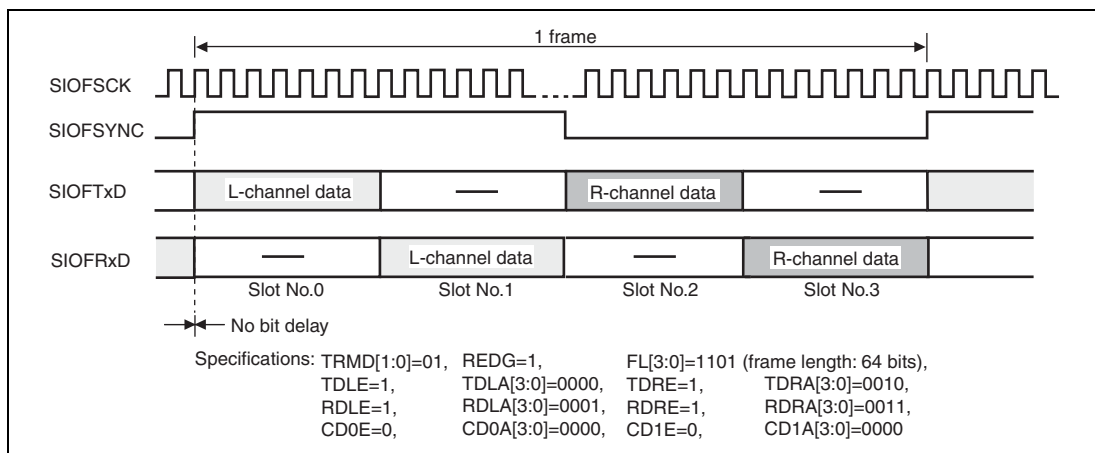 1 frame
SIOFSCK
SIOFSYNC
SIOFTxD L-channel data — R-channel data —
SIOFRxD — L-channel data — R-channel data
Slot No.0 Slot No.1 Slot No.2 Slot No.3
No bit delay
Specifications: TRMD[1:0]=01, REDG=1, FL[3:0]=1101 (frame length: 64 bits),
TDLE=1, TDLA[3:0]=0000, TDRE=1, TDRA[3:0]=0010,
RDLE=1, RDLA[3:0]=0001, RDRE=1, RDRA[3:0]=0011,
CD0E=0, CD0A[3:0]=0000, CD1E=0, CD1A[3:0]=0000